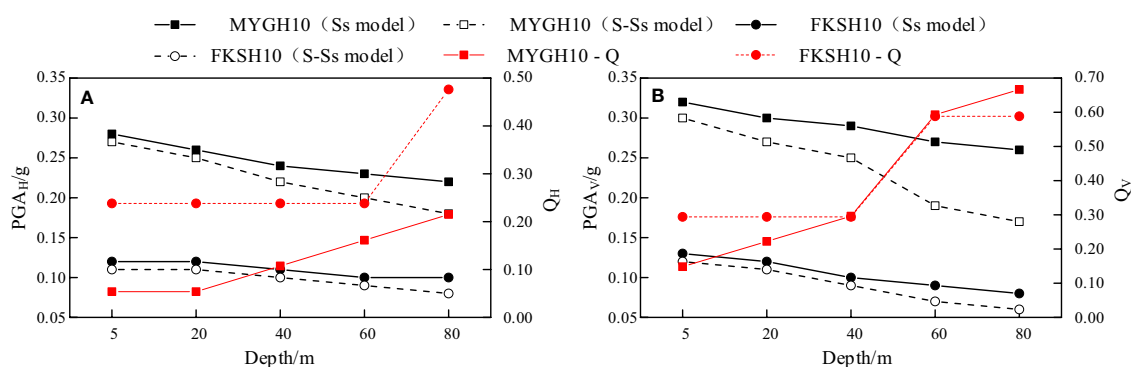 MYGH10（Ss model） MYGH10（S-Ss model） FKSH10（Ss model）
FKSH10（S-Ss model） MYGH10 - Q FKSH10 - Q
A
0.35
0.30
0.25
0.20
0.15
0.10
0.05
PGAH/g
0.50
0.40
0.30
0.20
0.10
0.00
QH
5 20 40 60 80
Depth/m
B
0.35
0.30
0.25
0.20
0.15
0.10
0.05
PGAV/g
0.70
0.60
0.50
0.40
0.30
0.20
0.10
0.00
QV
5 20 40 60 80
Depth/m